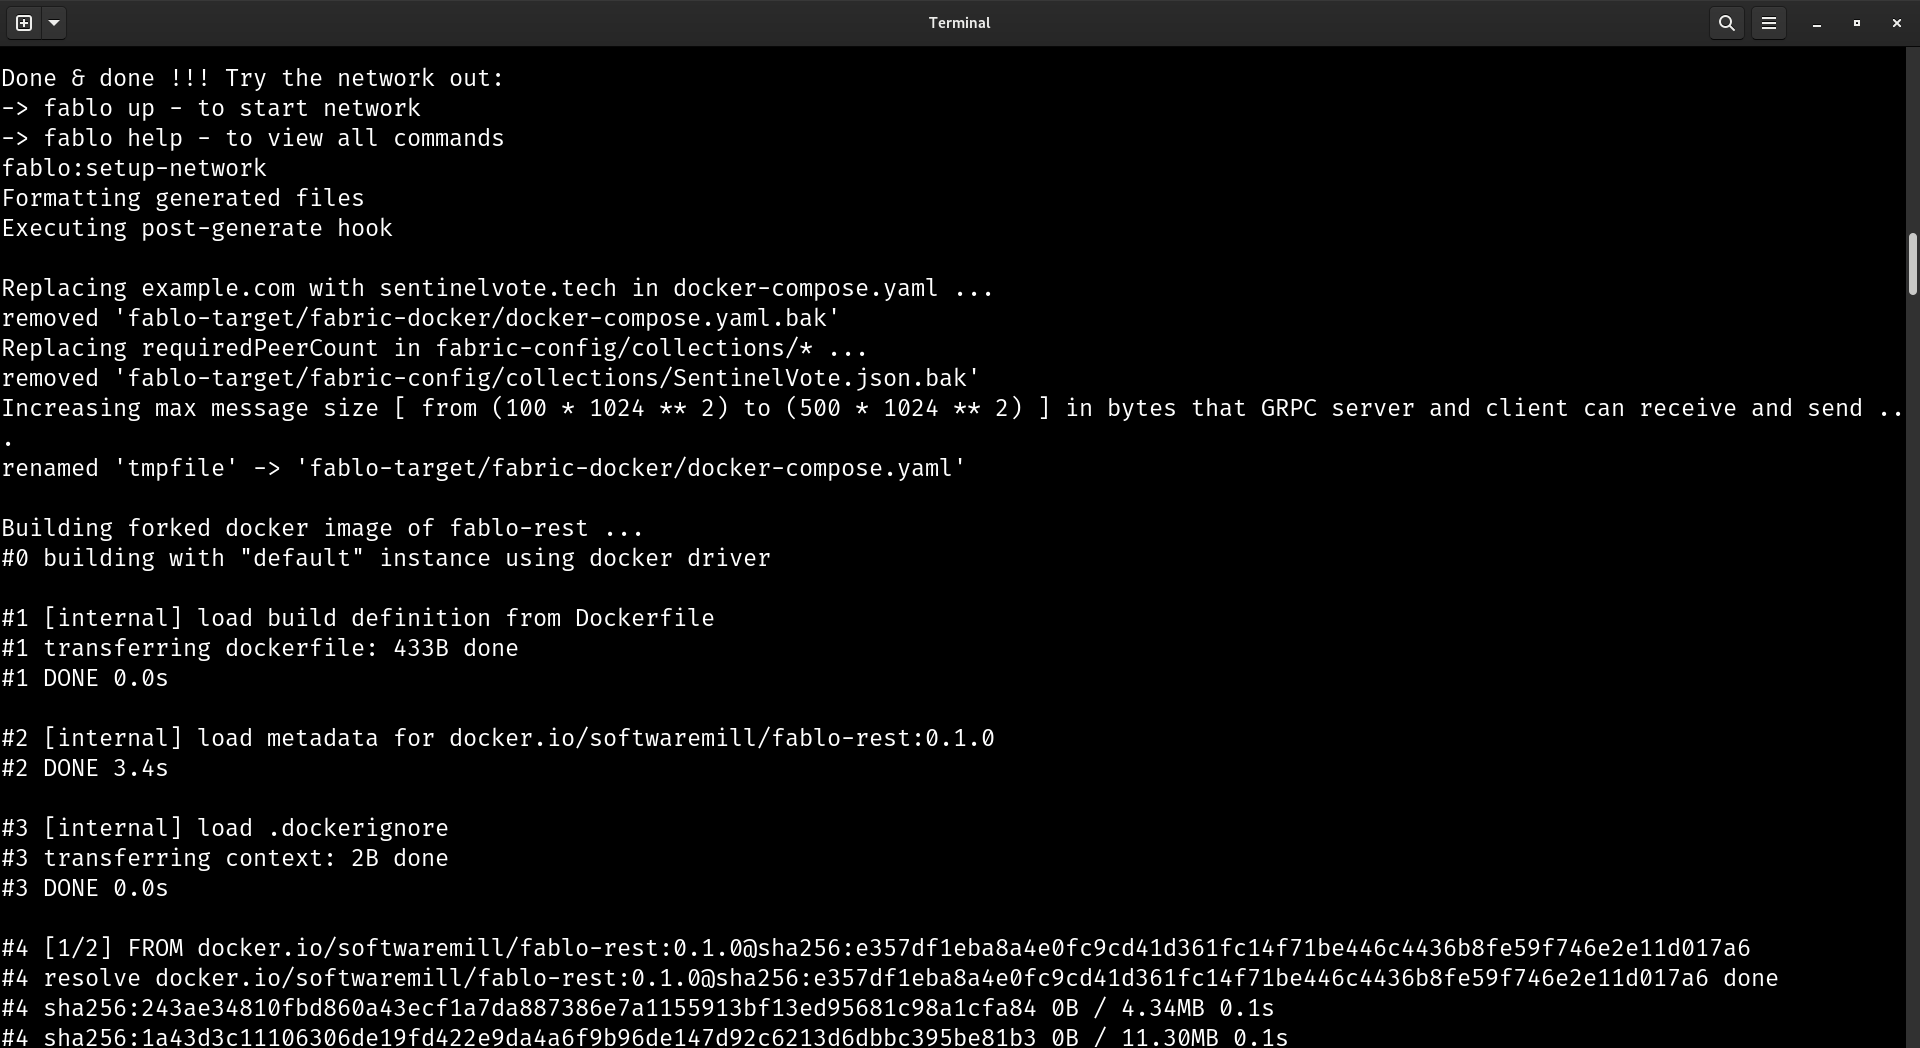 Terminal
Done & done !!! Try the network out:
-> fablo up - to start network
-> fablo help - to view all commands
fablo:setup-network
Formatting generated files
Executing post-generate hook
Replacing example.com with sentinelvote.tech in docker-compose.yaml ...
removed 'fablo-target/fabric-docker/docker-compose.yaml.bak'
Replacing requiredPeerCount in fabric-config/collections/* ...
removed 'fablo-target/fabric-config/collections/SentinelVote.json.bak'
Increasing max message size [ from (100 * 1024 ** 2) to (500 * 1024 ** 2) ] in bytes that GRPC server and client can receive and send ..
.
renamed 'tmpfile' -> 'fablo-target/fabric-docker/docker-compose.yaml'
Building forked docker image of fablo-rest ...
#0 building with "default" instance using docker driver
#1 [internal] load build definition from Dockerfile
#1 transferring dockerfile: 433B done
#1 DONE 0.0s
#2 [internal] load metadata for docker.io/softwaremill/fablo-rest:0.1.0
#2 DONE 3.4s
#3 [internal] load .dockerignore
#3 transferring context: 2B done
#3 DONE 0.0s
#4 [1/2] FROM docker.io/softwaremill/fablo-rest:0.1.0@sha256:e357df1eba8a4e0fc9cd41d361fc14f71be446c4436b8fe59f746e2e11d017a6
#4 resolve docker.io/softwaremill/fablo-rest:0.1.0@sha256:e357df1eba8a4e0fc9cd41d361fc14f71be446c4436b8fe59f746e2e11d017a6 done
#4 sha256:243ae34810fbd860a43ecf1a7da887386e7a1155913bf13ed95681c98a1cfa84 0B / 4.34MB 0.1s
#4 sha256:1a43d3c11106306de19fd422e9da4a6f9b96de147d92c6213d6dbbc395be81b3 0B / 11.30MB 0.1s